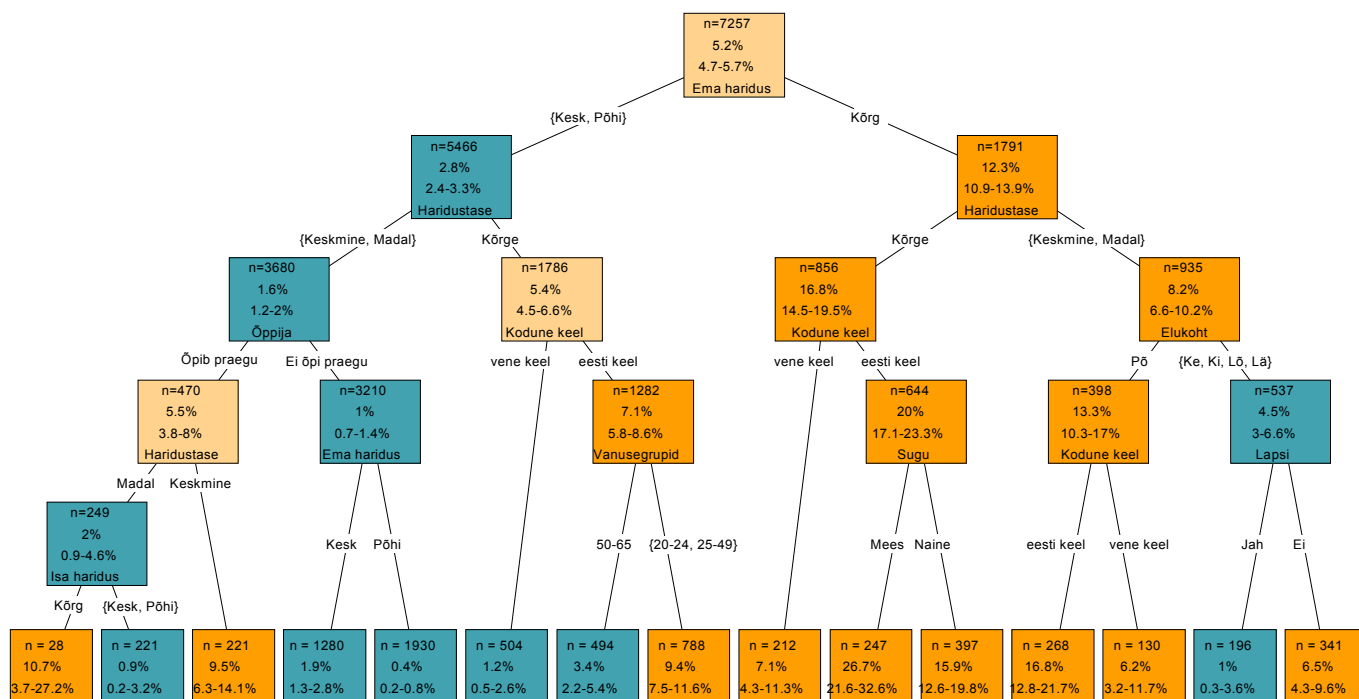 n=7257
5.2%
4.7-5.7%
Ema haridus
{Kesk, Põhi}
Kõrg
n=5466
2.8%
2.4-3.3%
Haridustase
n=1791
12.3%
10.9-13.9%
Haridustase
{Keskmine, Madal}
Kõrge
Kõrge
{Keskmine, Madal}
n=3680
1.6%
1.2-2%
Õppija
n=1786
5.4%
4.5-6.6%
Kodune keel
n=856
16.8%
14.5-19.5%
Kodune keel
n=935
8.2%
6.6-10.2%
Elukoht
Õpib praegu
Ei õpi praegu
vene keel
eesti keel
vene keel
eesti keel
Põ
{Ke, Ki, Lõ, Lä}
n=470
5.5%
3.8-8%
Haridustase
n=3210
1%
0.7-1.4%
Ema haridus
n=1282
7.1%
5.8-8.6%
Vanusegrupid
n=644
20%
17.1-23.3%
Sugu
n=398
13.3%
10.3-17%
Kodune keel
n=537
4.5%
3-6.6%
Lapsi
Madal
Keskmine
n=249
2%
0.9-4.6%
Isa haridus
Kesk
Põhi
50-65
{20-24, 25-49}
Mees
Naine
eesti keel
vene keel
Jah
Ei
Kõrg
{Kesk, Põhi}
n = 28
10.7%
3.7-27.2%
n = 221
0.9%
0.2-3.2%
n = 221
9.5%
6.3-14.1%
n = 1280
1.9%
1.3-2.8%
n = 1930
0.4%
0.2-0.8%
n = 504
1.2%
0.5-2.6%
n = 494
3.4%
2.2-5.4%
n = 788
9.4%
7.5-11.6%
n = 212
7.1%
4.3-11.3%
n = 247
26.7%
21.6-32.6%
n = 397
15.9%
12.6-19.8%
n = 268
16.8%
12.8-21.7%
n = 130
6.2%
3.2-11.7%
n = 196
1%
0.3-3.6%
n = 341
6.5%
4.3-9.6%